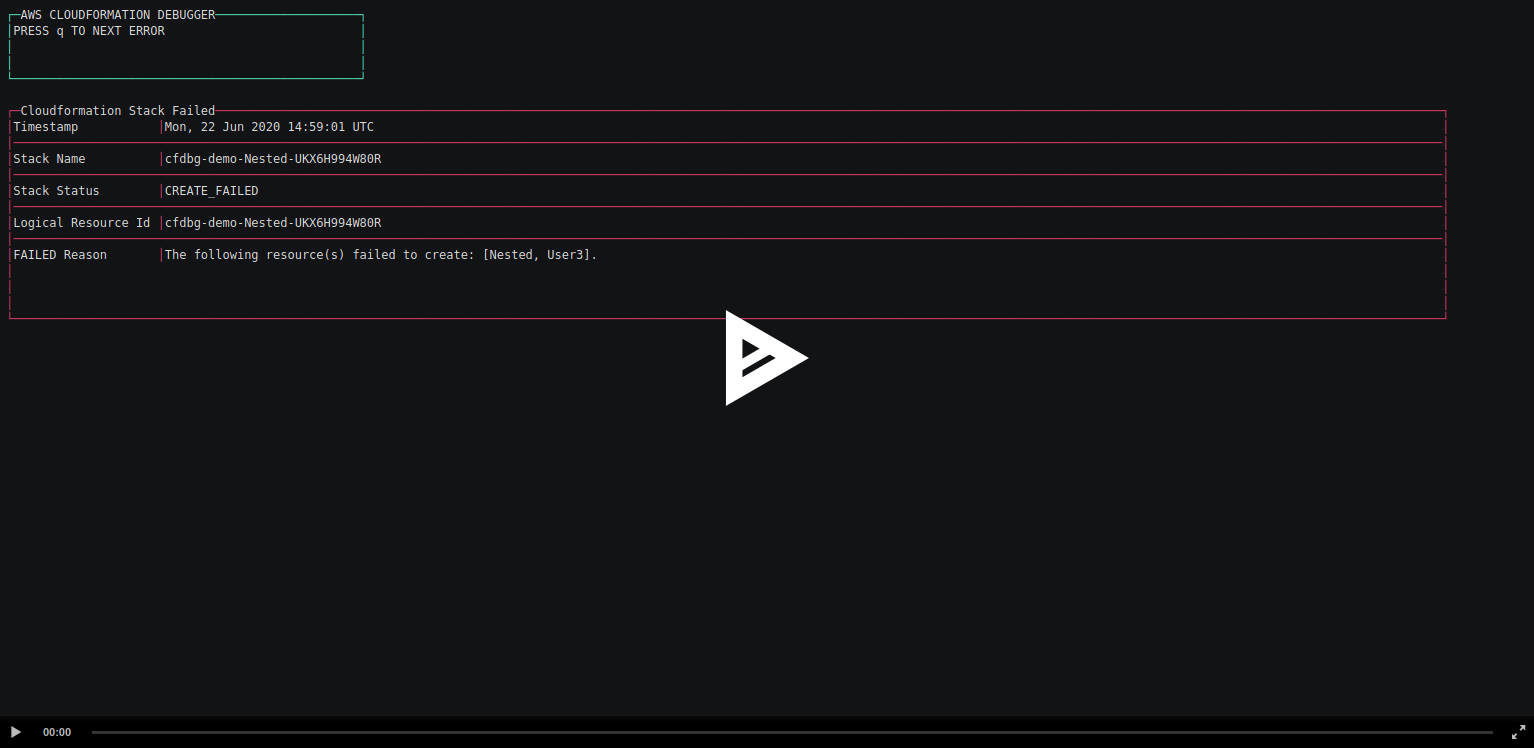 AWS CLOUDFORMATION DEBUGGER
PRESS q TO NEXT ERROR
Cloudformation Stack Failed
Timestamp Mon, 22 Jun 2020 14:59:01 UTC
Stack Name cfdbg-demo-Nested-UKX6H994W80R
Stack Status CREATE_FAILED
Logical Resource Id cfdbg-demo-Nested-UKX6H994W80R
FAILED Reason The following resource(s) failed to create: [Nested, User3].
00:00